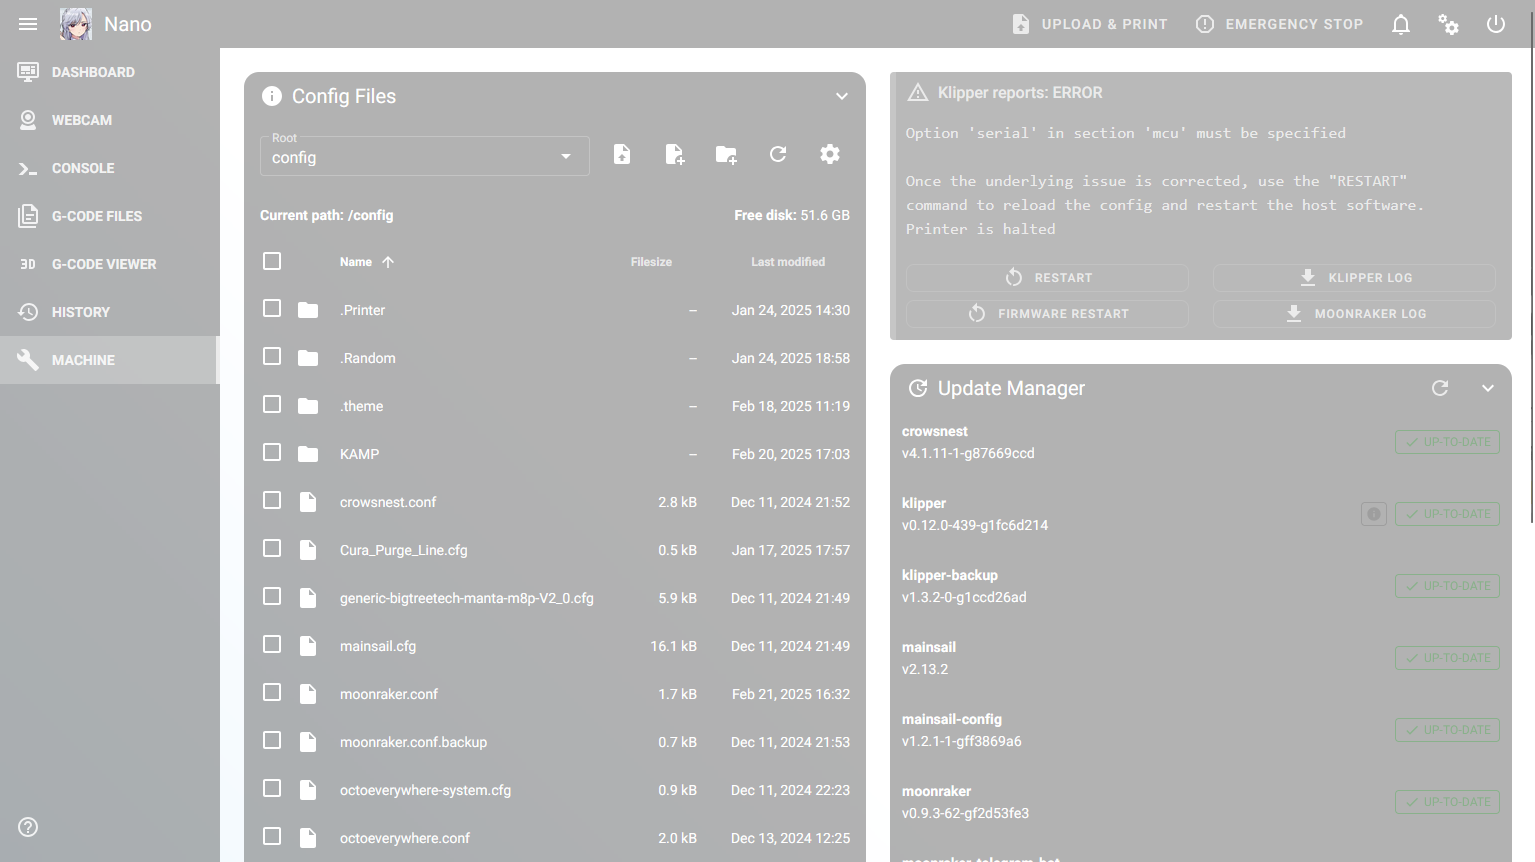 Nano
UPLOAD & PRINT
EMERGENCY STOP
DASHBOARD
WEBCAM
CONSOLE
G-CODE FILES
3D G-CODE VIEWER
HISTORY
MACHINE
Config Files
Root
config
Current path: /config
Free disk: 51.6 GB
Name Filesize Last modified
.Printer -- Jan 24, 2025 14:30
.Random -- Jan 24, 2025 18:58
.theme -- Feb 18, 2025 11:19
KAMP -- Feb 20, 2025 17:03
crowsnest.conf 2.8 kB Dec 11, 2024 21:52
Cura_Purge_Line.cfg 0.5 kB Jan 17, 2025 17:57
generic-bigtreetech-manta-m8p-V2_0.cfg 5.9 kB Dec 11, 2024 21:49
mainsail.cfg 16.1 kB Dec 11, 2024 21:49
moonraker.conf 1.7 kB Feb 21, 2025 16:32
moonraker.conf.backup 0.7 kB Dec 11, 2024 21:53
octoeverywhere-system.cfg 0.9 kB Dec 11, 2024 22:23
octoeverywhere.conf 2.0 kB Dec 13, 2024 12:25
Klipper reports: ERROR
Option 'serial' in section 'mcu' must be specified
Once the underlying issue is corrected, use the "RESTART"
command to reload the config and restart the host software.
Printer is halted
RESTART
KLIPPER LOG
FIRMWARE RESTART
MOONRAKER LOG
Update Manager
crowsnest
v4.1.11-1-g87669ccd
UP-TO-DATE
klipper
v0.12.0-439-g1fc6d214
UP-TO-DATE
klipper-backup
v1.3.2-0-g1ccd26ad
UP-TO-DATE
mainsail
v2.13.2
UP-TO-DATE
mainsail-config
v1.2.1-1-gff3869a6
UP-TO-DATE
moonraker
v0.9.3-62-gf2d53fe3
UP-TO-DATE
moonraker-telegram-bot